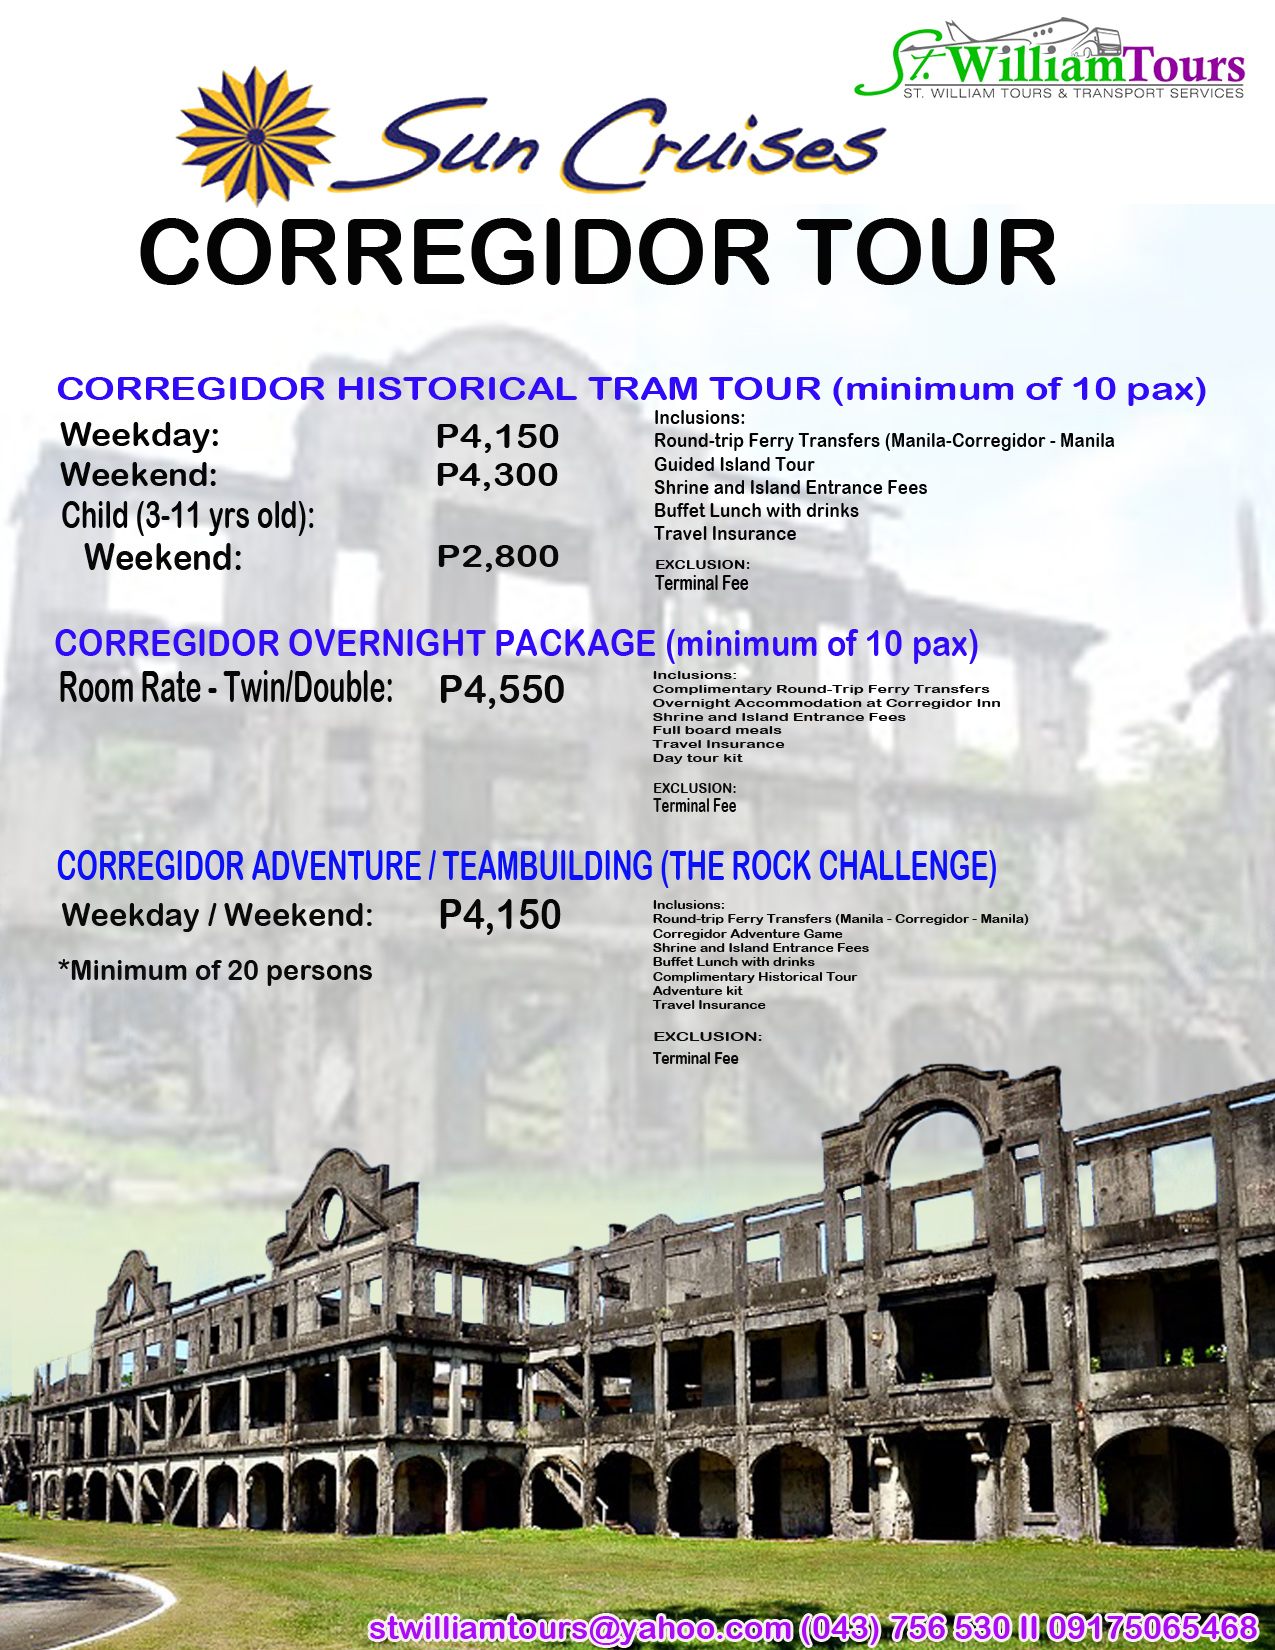 St. WilliamTours
ST. WILLIAM TOURS & TRANSPORT SERVICES
Sun Cruises
CORREGIDOR TOUR
CORREGIDOR HISTORICAL TRAM TOUR (minimum of 10 pax)
Weekday: P4,150
Weekend: P4,300
Child (3-11 yrs old):
Weekend: P2,800
Inclusions:
Round-trip Ferry Transfers (Manila-Corregidor - Manila
Guided Island Tour
Shrine and Island Entrance Fees
Buffet Lunch with drinks
Travel Insurance
EXCLUSION:
Terminal Fee
CORREGIDOR OVERNIGHT PACKAGE (minimum of 10 pax)
Room Rate - Twin/Double: P4,550
Inclusions:
Complimentary Round-Trip Ferry Transfers
Overnight Accommodation at Corregidor Inn
Shrine and Island Entrance Fees
Full board meals
Travel Insurance
Day tour kit
EXCLUSION:
Terminal Fee
CORREGIDOR ADVENTURE / TEAMBUILDING (THE ROCK CHALLENGE)
Weekday / Weekend: P4,150
*Minimum of 20 persons
Inclusions:
Round-trip Ferry Transfers (Manila - Corregidor - Manila)
Corregidor Adventure Game
Shrine and Island Entrance Fees
Buffet Lunch with drinks
Complimentary Historical Tour
Adventure kit
Travel Insurance
EXCLUSION:
Terminal Fee
stwilliamtours@yahoo.com (043) 756 530 II 09175065468